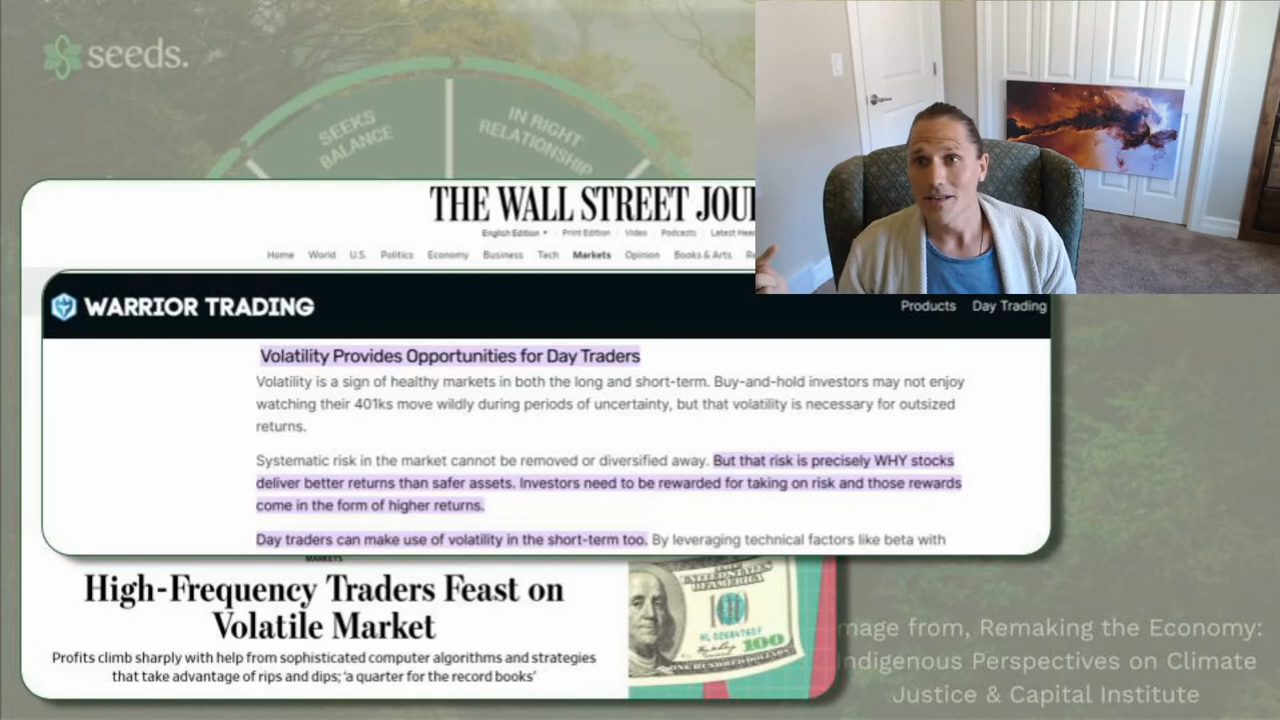 seeds.
SEEKS
BALANCE
IN RIGHT
RELATIONSHIP
THE WALL STREET JOU
English Edition
Print Edition
Video
Podcasts
Home
World
U.S.
Politics
Economy
Business
Tech
Markets
Opinion
Books & Arts
WARRIOR TRADING
Products
Day Trading
Volatility Provides Opportunities for Day Traders
Volatility is a sign of healthy markets in both the long and short-term. Buy-and-hold investors may not enjoy
watching their 401ks move wildly during periods of uncertainty, but that volatility is necessary for outsized
returns.
Systematic risk in the market cannot be removed or diversified away. But that risk is precisely WHY stocks
deliver better returns than safer assets. Investors need to be rewarded for taking on risk and those rewards
come in the form of higher returns.
Day traders can make use of volatility in the short-term too. By leveraging technical factors like beta with
MARKETS
High-Frequency Traders Feast on
Volatile Market
Profits climb sharply with help from sophisticated computer algorithms and strategies
that take advantage of rips and dips; ‘a quarter for the record books’
100
mage from, Remaking the Economy:
ndigenous Perspectives on Climate
Justice & Capital Institute